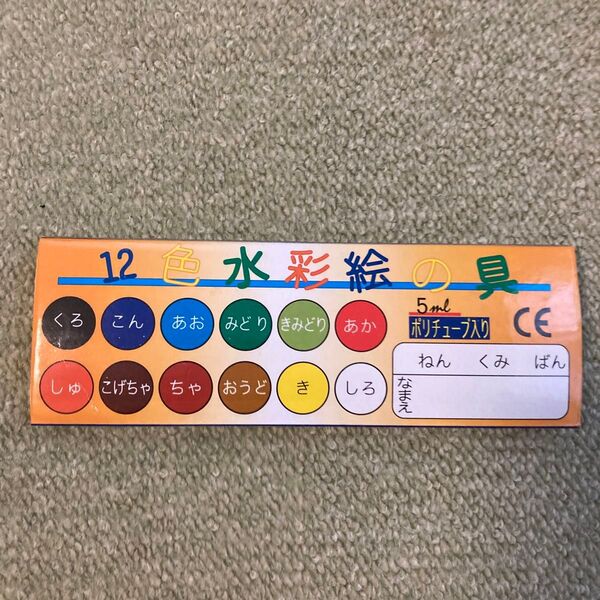 12色水彩絵の具
くろ こん あお みどり きみどり あか
しゅ こげちゃ ちゃ おうど き しろ
5ml
ポリチューブ入り
CE
ねん くみ ばん
なまえ